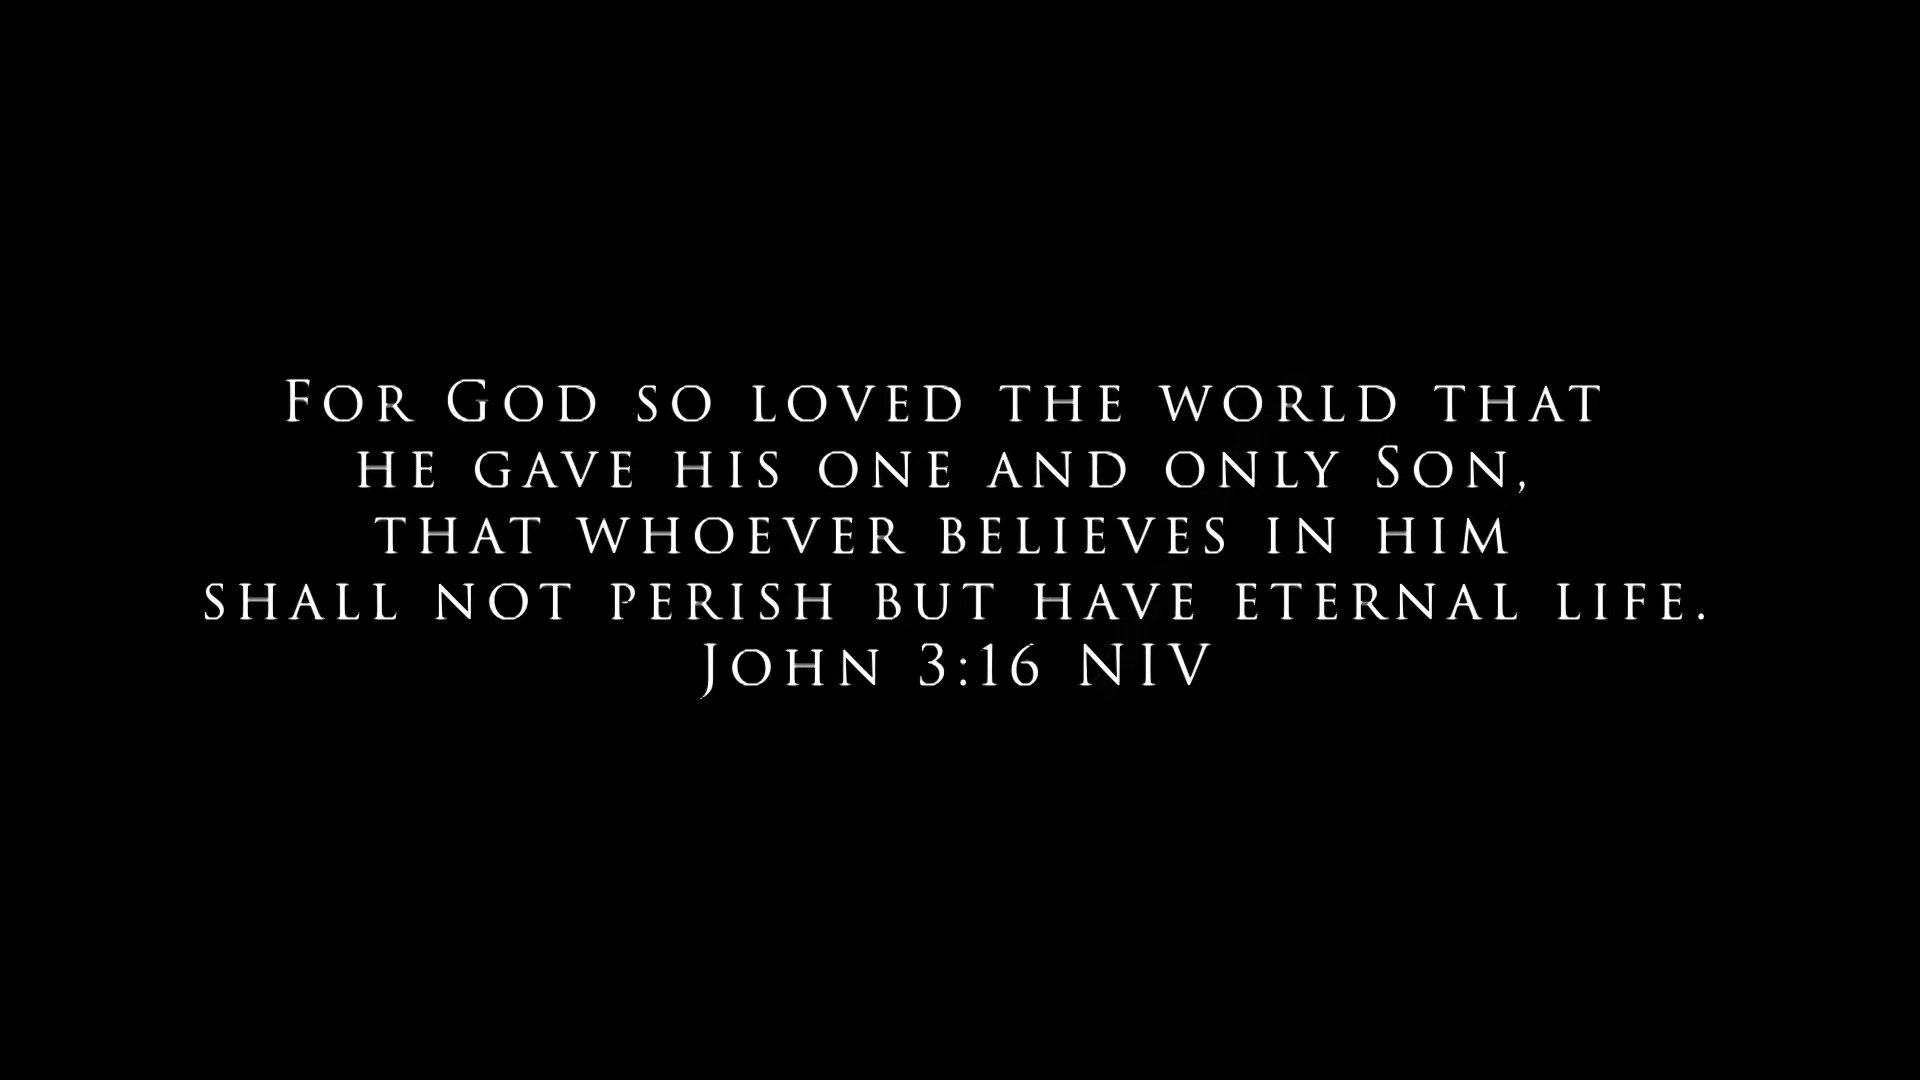 For God so loved the world that
he gave his one and only Son,
that whoever believes in him
shall not perish but have eternal life.
John 3:16 NIV